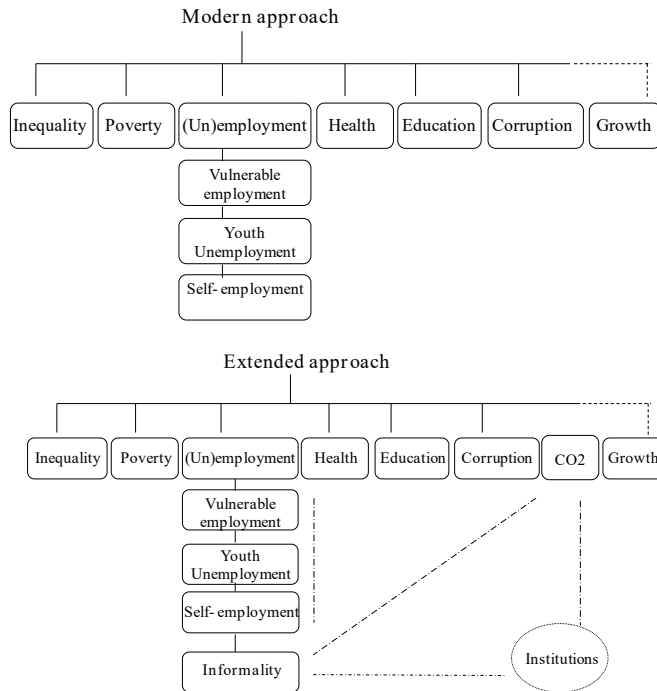 Modern approach
Inequality
Poverty
(Un)employment
Health
Education
Corruption
Growth
Vulnerable
employment
Youth
Unemployment
Self- employment
Extended approach
Inequality
Poverty
(Un)employment
Health
Education
Corruption
CO2
Growth
Vulnerable
employment
Youth
Unemployment
Self- employment
Informality
Institutions